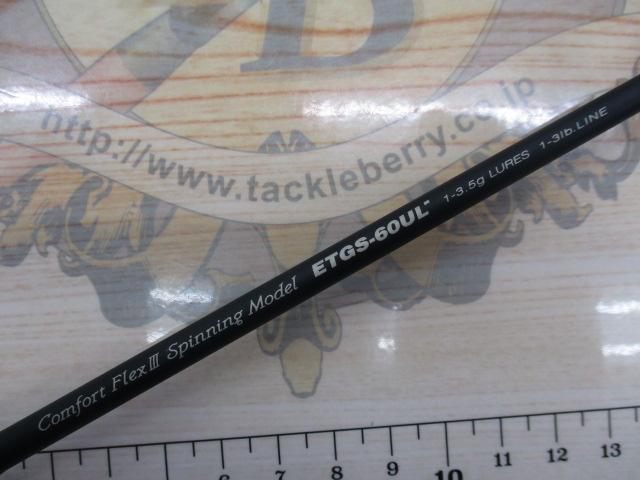 B
http://www.tackleberry.co.jp
Comfort Flex III Spinning Model ETGS-60UL- 1-3.5g LURES 1-3lb.LINE
6 7 8 9 10 11 12 13